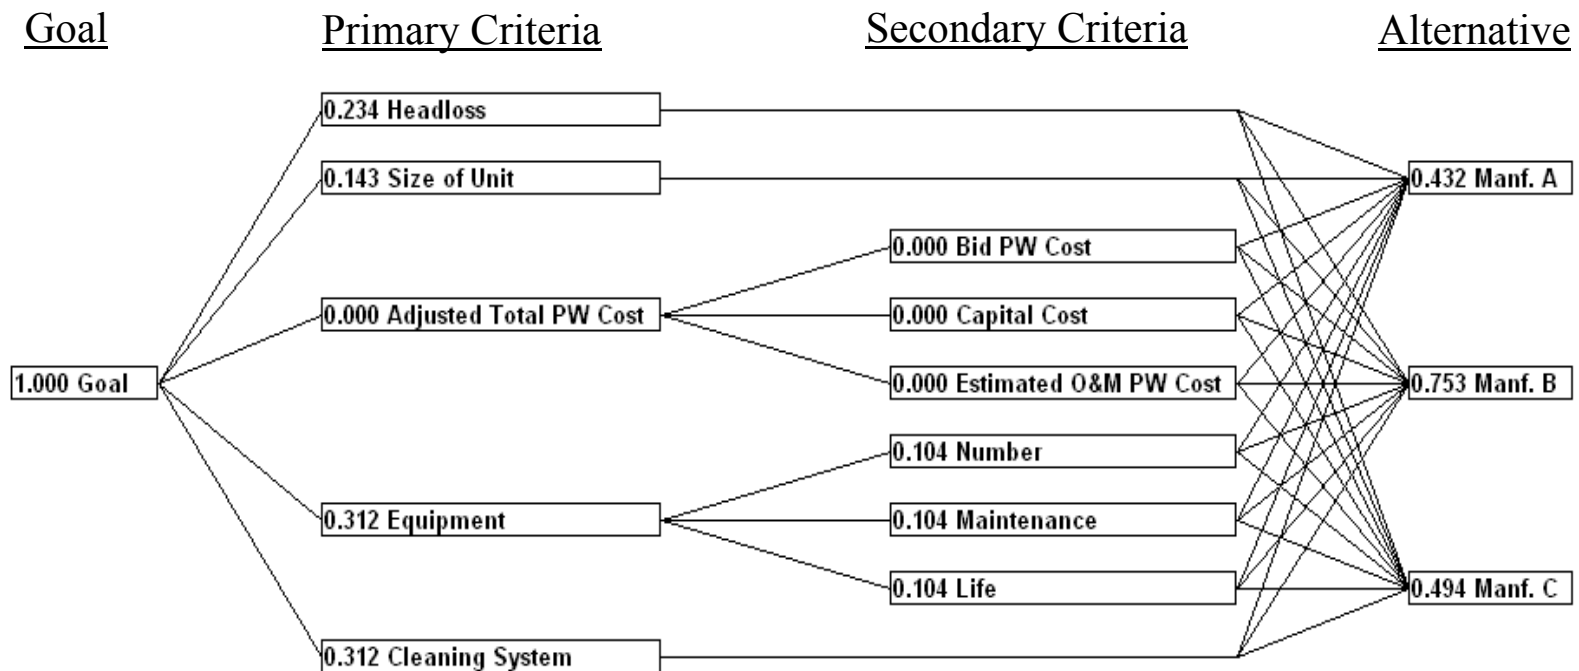 Goal
Primary Criteria
Secondary Criteria
Alternative
0.234 Headloss
0.143 Size of Unit
0.432 Manf. A
0.000 Bid PW Cost
0.000 Adjusted Total PW Cost
0.000 Capital Cost
1.000 Goal
0.000 Estimated O&M PW Cost
0.753 Manf. B
0.104 Number
0.312 Equipment
0.104 Maintenance
0.104 Life
0.494 Manf. C
0.312 Cleaning System